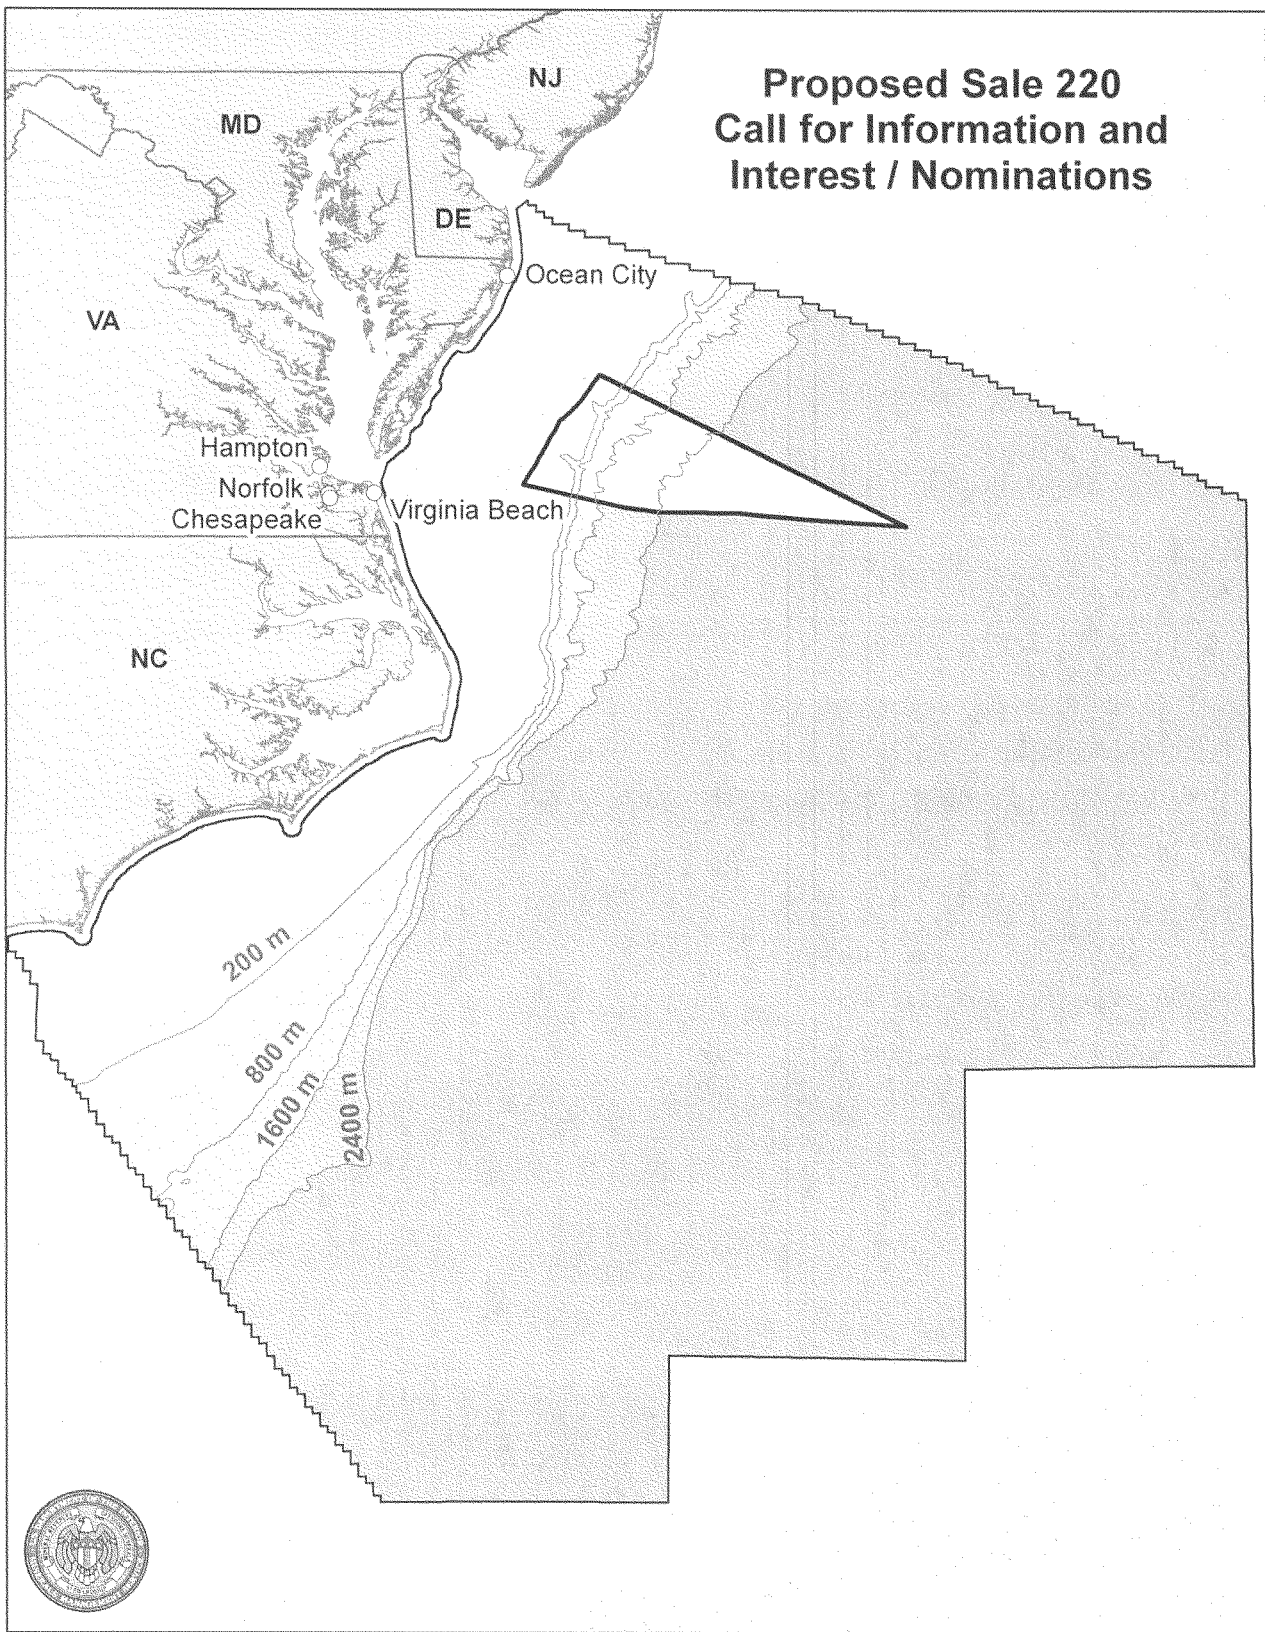 Proposed Sale 220
Call for Information and
Interest / Nominations
NJ
MD
DE
Ocean City
VA
Hampton
Norfolk
Chesapeake
Virginia Beach
NC
200 m
800 m
1600 m
2400 m